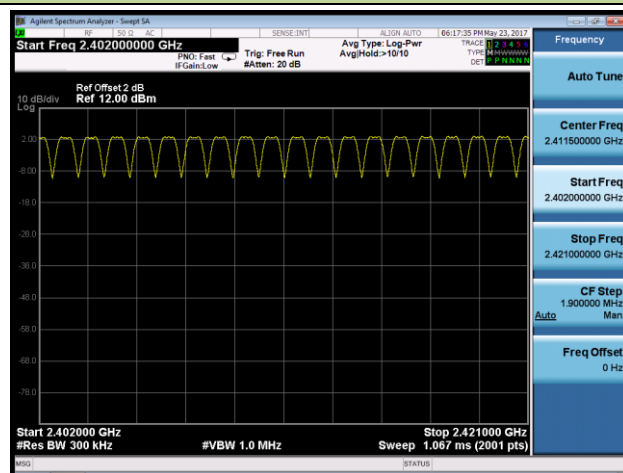 Agilent Spectrum Analyzer - Swept SA
RF 50 Ω AC SENSE:INT ALIGN AUTO 06:17:35 PM May 23, 2017
Start Freq 2.402000000 GHz
PNO: Fast
IFGain:Low
Trig: Free Run
#Atten: 20 dB
Avg Type: Log-Pwr
Avg|Hold:>10/10
TRACE 1 2 3 4 5 6
TYPE M WWWWW
DET P P N N N N
Ref Offset 2 dB
10 dB/div Ref 12.00 dBm
Log
2.00
-8.00
-18.0
-28.0
-38.0
-48.0
-58.0
-68.0
-78.0
Start 2.402000 GHz Stop 2.421000 GHz
#Res BW 300 kHz #VBW 1.0 MHz Sweep 1.067 ms (2001 pts)
MSG STATUS
Frequency
Auto Tune
Center Freq
2.411500000 GHz
Start Freq
2.402000000 GHz
Stop Freq
2.421000000 GHz
CF Step
1.900000 MHz
Auto Man
Freq Offset
0 Hz